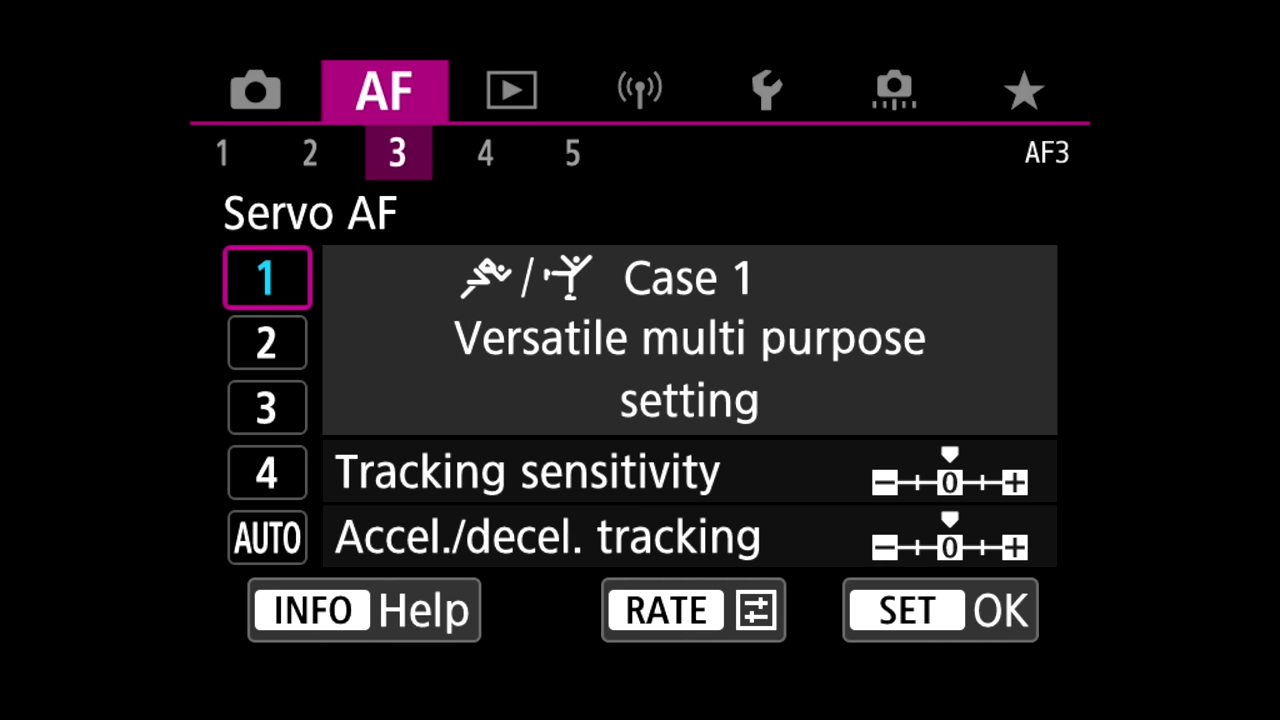 AF
1 2 3 4 5 AF3
Servo AF
1 / Case 1
Versatile multi purpose
setting
2
3
4 Tracking sensitivity − 0 +
AUTO Accel./decel. tracking − 0 +
INFO Help RATE SET OK